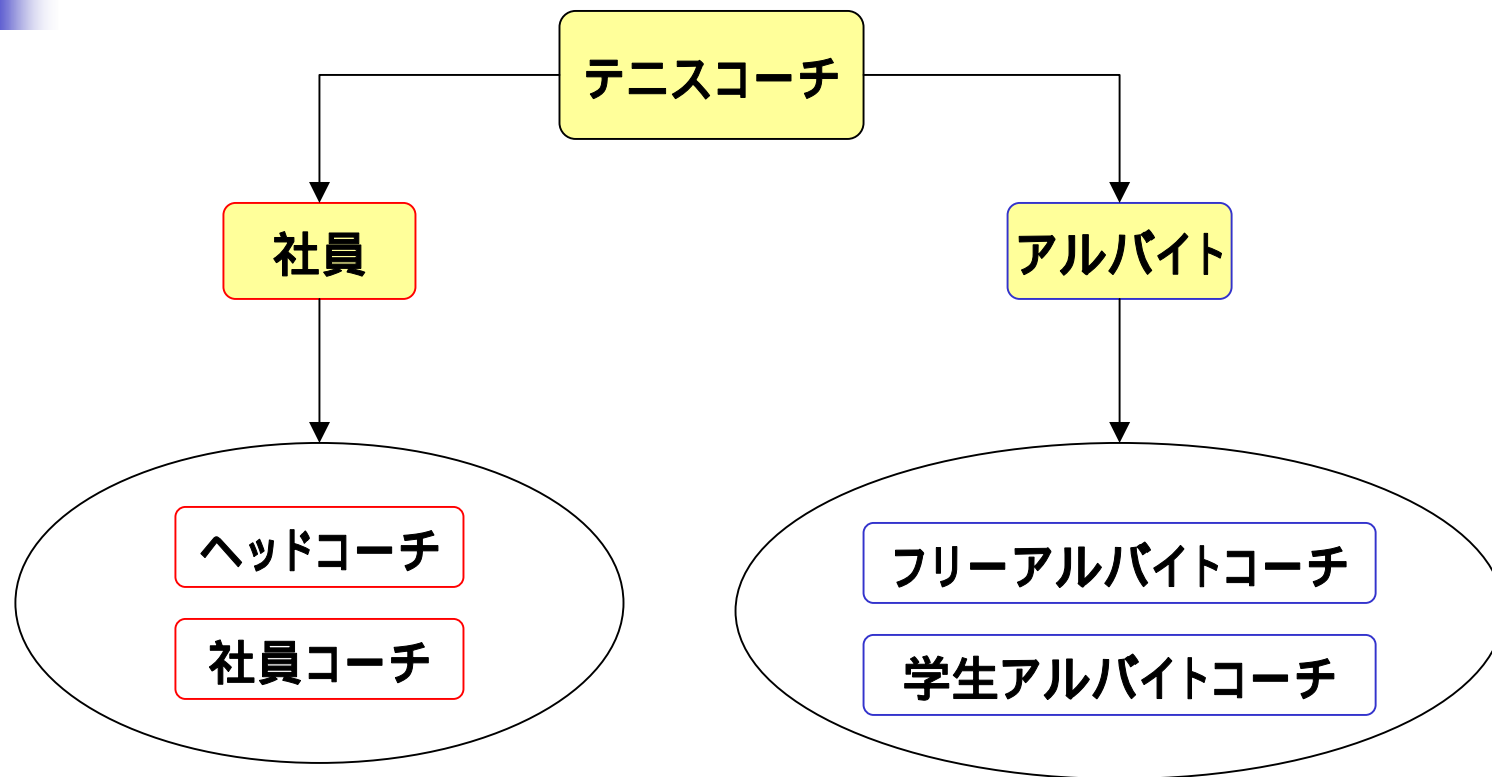 テニスコーチ
社員
アルバイト
ヘッドコーチ
社員コーチ
フリーアルバイトコーチ
学生アルバイトコーチ